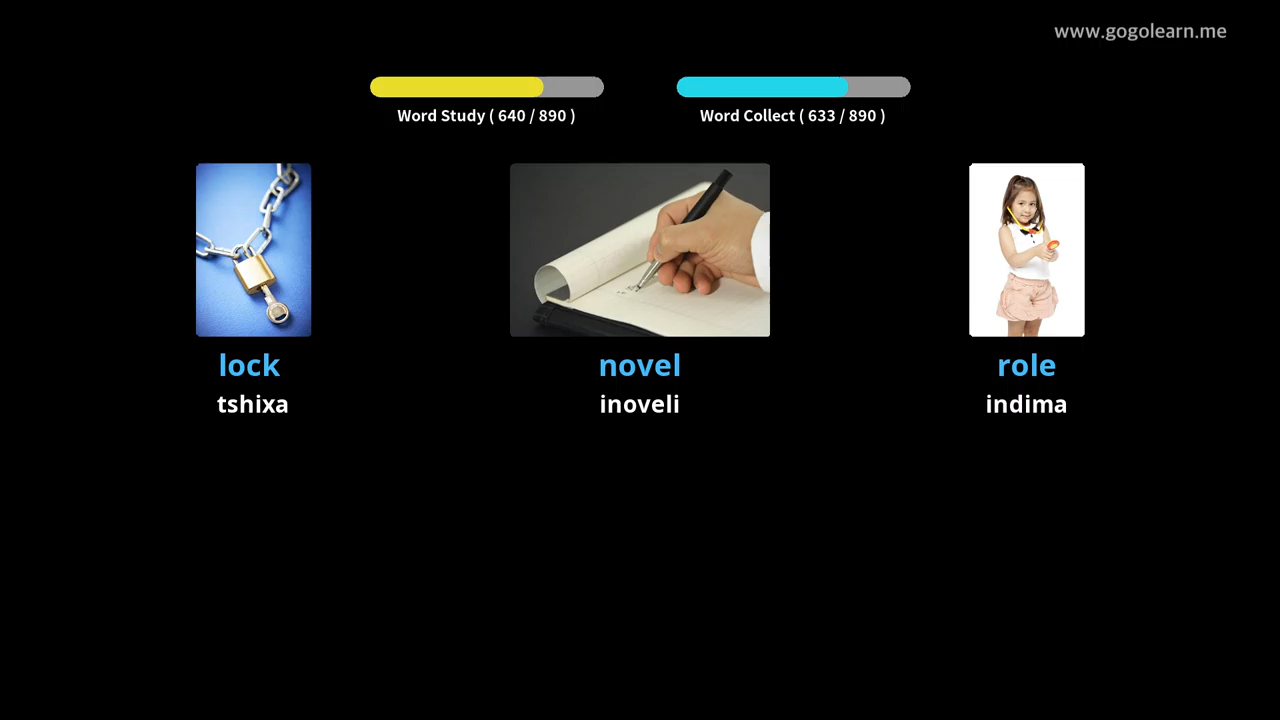 www.gogolearn.me
Word Study ( 640 / 890 )
Word Collect ( 633 / 890 )
lock
tshixa
novel
inoveli
role
indima